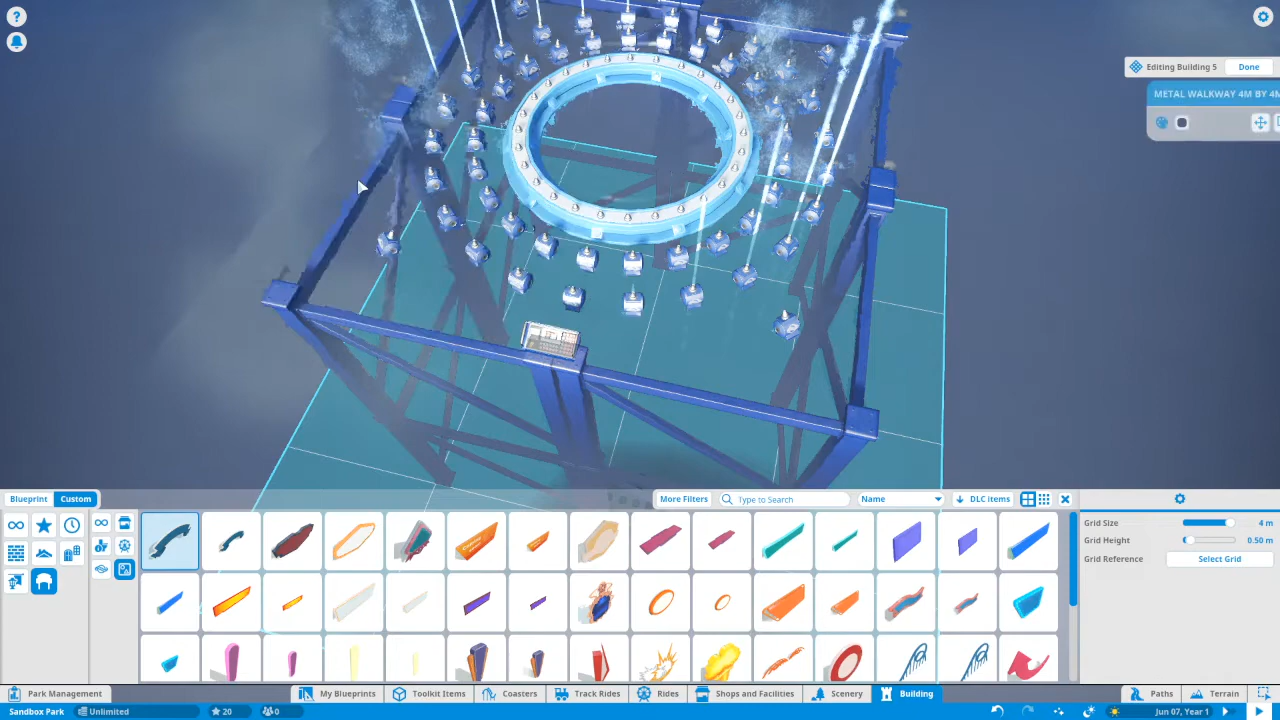 Editing Building 5
Done
METAL WALKWAY 4M BY 4M
Blueprint
Custom
More Filters
Type to Search
Name
DLC items
Grid Size
4 m
Grid Height
0.50 m
Grid Reference
Select Grid
Park Management
My Blueprints
Toolkit Items
Coasters
Track Rides
Rides
Shops and Facilities
Scenery
Building
Paths
Terrain
Sandbox Park
Unlimited
20
0
Jun 07, Year 1